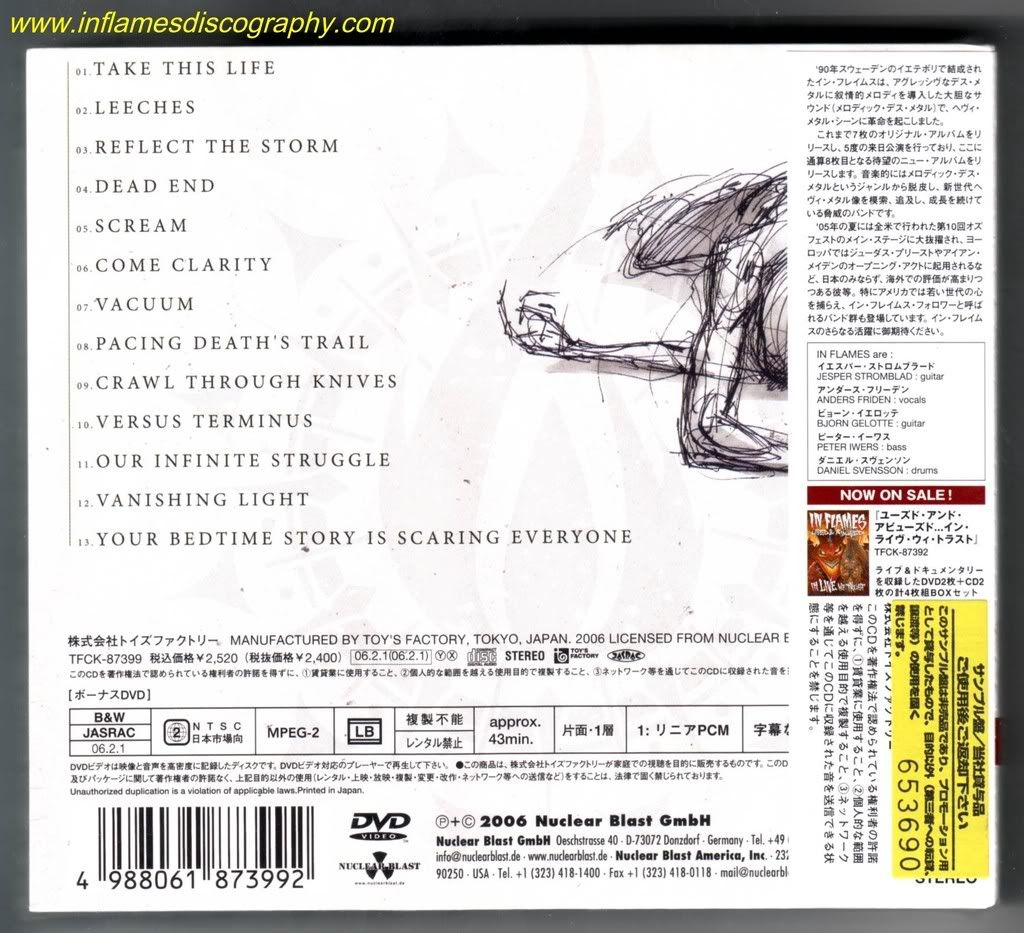 www.inflamesdiscography.com
01. TAKE THIS LIFE
02. LEECHES
03. REFLECT THE STORM
04. DEAD END
05. SCREAM
06. COME CLARITY
07. VACUUM
08. PACING DEATH'S TRAIL
09. CRAWL THROUGH KNIVES
10. VERSUS TERMINUS
11. OUR INFINITE STRUGGLE
12. VANISHING LIGHT
13. YOUR BEDTIME STORY IS SCARING EVERYONE
株式会社トイズファクトリー。 MANUFACTURED BY TOY'S FACTORY, TOKYO, JAPAN. 2006 LICENSED FROM NUCLEAR B
TFCK-87399 税込価格¥2,520 (税抜価格¥2,400) 06.2.1(06.2.1) Ⓨ Ⓧ disc STEREO TOY'S FACTORY
このCDを著作権法で認められている権利者の許諾を得ずに、①賃貸業に使用すること、②個人的な範囲を越える使用目的で複製すること、③ネットワーク等を通じてこのCDに収録された音を
[ボーナスDVD]
B&W
JASRAC
06.2.1
2 NTSC
日本市場向
MPEG-2
LB
複製不能
レンタル禁止
approx.
43min.
片面・1層
1: リニアPCM
字幕な
DVDビデオは映像と音声を高密度に記録したディスクです。DVDビデオ対応のプレーヤーで再生して下さい。●この商品は、株式会社トイズファクトリーが家庭での視聴を目的に販売するものです。このD
及びパッケージに関して著作権者の許諾なく、上記目的以外の使用(レンタル・上映・放映・複製・変更・改作・ネットワーク等への送信など)をすることは、法律で固く禁じられております。
Unauthorized duplication is a violation of applicable laws.Printed in Japan.
4 988061 873992
DVD
VIDEO
NUCLEAR BLAST
www.nuclearblast.de
Ⓟ+Ⓒ 2006 Nuclear Blast GmbH
Nuclear Blast GmbH Oeschstrasse 40 · D-73072 Donzdorf · Germany · Tel. +49
info@nuclearblast.de · www.nuclearblast.de · Nuclear Blast America, Inc. · 232
90250 · USA · Tel. +1 (323) 418-1400 · Fax +1 (323) 418-0118 · mail@nuclearbl
'90年スウェーデンのイエテボリで結成され
たイン・フレイムスは、アグレッシヴなデス・メ
タルに叙情的メロディを導入した大胆なサ
ウンド(メロディック・デス・メタル)で、ヘヴィ・
メタル・シーンに革命を起こしました。
これまで7枚のオリジナル・アルバムをリ
リースし、5度の来日公演を行っており、ここに
通算8枚目となる待望のニュー・アルバムをリ
リースします。音楽的にはメロディック・デス・
メタルというジャンルから脱皮し、新世代ヘ
ヴィ・メタル像を模索、追及し、成長を続けて
いる脅威のバンドです。
'05年の夏には全米で行われた第10回オズ
フェストのメイン・ステージに大抜擢され、ヨー
ロッパではジューダス・プリーストやアイアン・
メイデンのオープニング・アクトに起用されるな
ど、日本のみならず、海外での評価が高まりつ
つある彼等。特にアメリカでは若い世代の心
を捕らえ、イン・フレイムス・フォロワーと呼ば
れるバンド群も登場しています。イン・フレイム
スのさらなる活躍に御期待ください。
IN FLAMES are :
イエスパー・ストロムブラード
JESPER STROMBLAD : guitar
アンダース・フリーデン
ANDERS FRIDEN : vocals
ビョーン・イエロッテ
BJORN GELOTTE : guitar
ピーター・イーワス
PETER IWERS : bass
ダニエル・スヴェンソン
DANIEL SVENSSON : drums
NOW ON SALE!
IN FLAMES
『ユーズド・アンド・
アビューズド...イン・
ライヴ・ウィ・トラスト』
TFCK-87392
ライブ&ドキュメンタリー
を収録したDVD2枚+CD2
枚の計4枚組BOXセット
サンプル盤/当社貸与品
ご使用後ご返却下さい
このサンプル盤は非売品であり、プロモーション用
として貸与したもので、目的以外(第三者への転貸、
譲渡等)の使用を固く
禁じます。
653690
このCDを著作権法で認められている権利者の許諾
を得ずに、①賃貸業に使用すること、②個人的な範囲
を越える使用目的で複製すること、③ネットワーク
等を通じてこのCDに収録された音を送信できる状
態にすることを禁じます。
STEREO